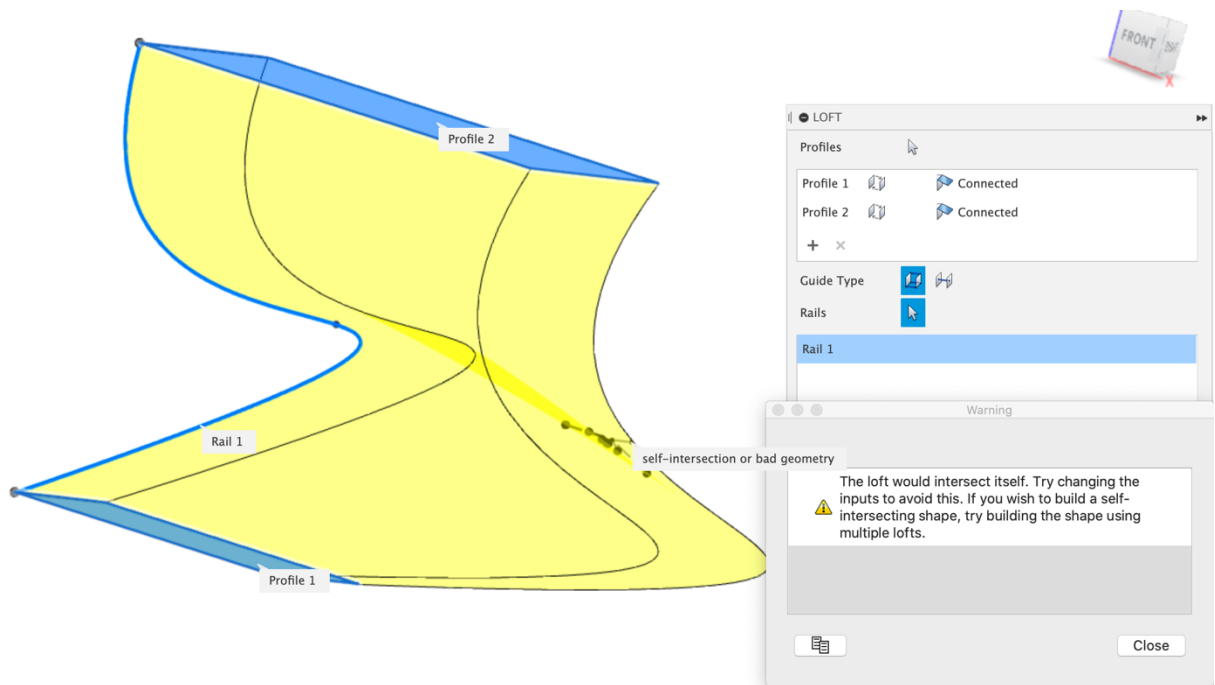 FRONT
X
LOFT
Profiles
Profile 1 Connected
Profile 2 Connected
Guide Type
Rails
Rail 1
Profile 2
Rail 1
self-intersection or bad geometry
Profile 1
Warning
The loft would intersect itself. Try changing the
inputs to avoid this. If you wish to build a self-
intersecting shape, try building the shape using
multiple lofts.
Close